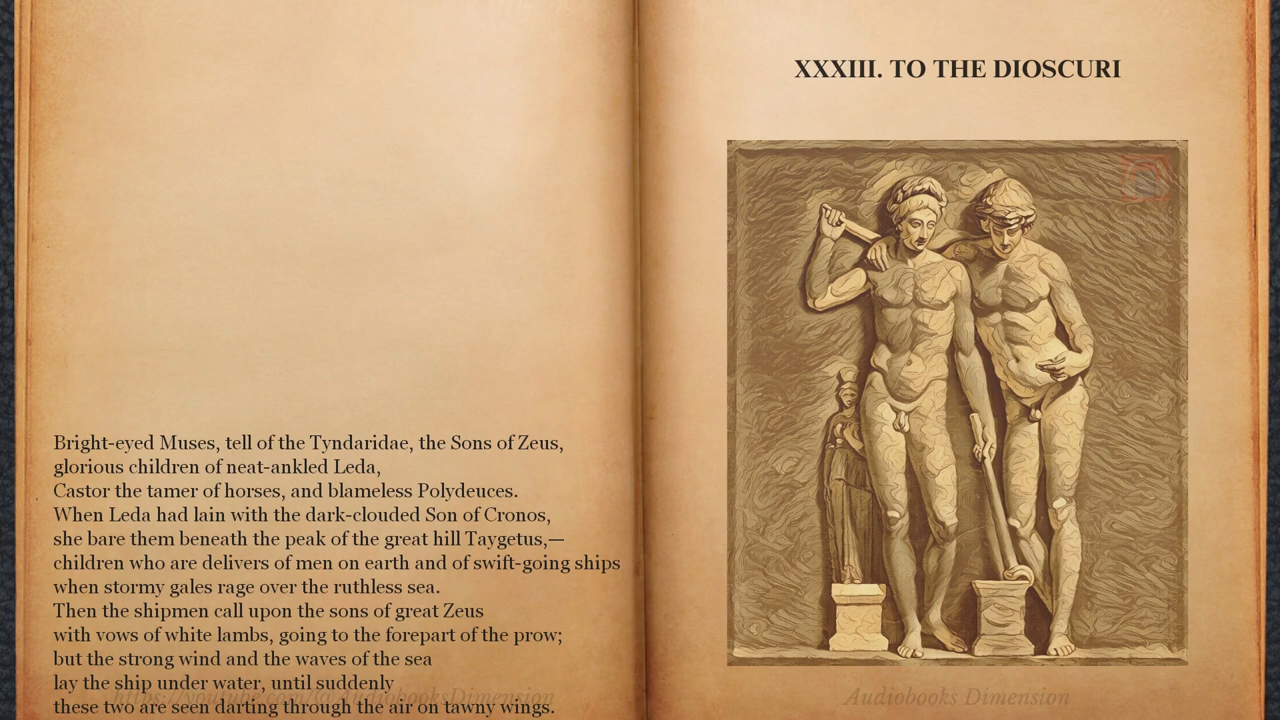 Bright-eyed Muses, tell of the Tyndaridae, the Sons of Zeus,
glorious children of neat-ankled Leda,
Castor the tamer of horses, and blameless Polydeuces.
When Leda had lain with the dark-clouded Son of Cronos,
she bare them beneath the peak of the great hill Taygetus,—
children who are delivers of men on earth and of swift-going ships
when stormy gales rage over the ruthless sea.
Then the shipmen call upon the sons of great Zeus
with vows of white lambs, going to the forepart of the prow;
but the strong wind and the waves of the sea
lay the ship under water, until suddenly
these two are seen darting through the air on tawny wings.
https://youtube.com/@AudiobooksDimension
XXXIII. TO THE DIOSCURI
Audiobooks Dimension